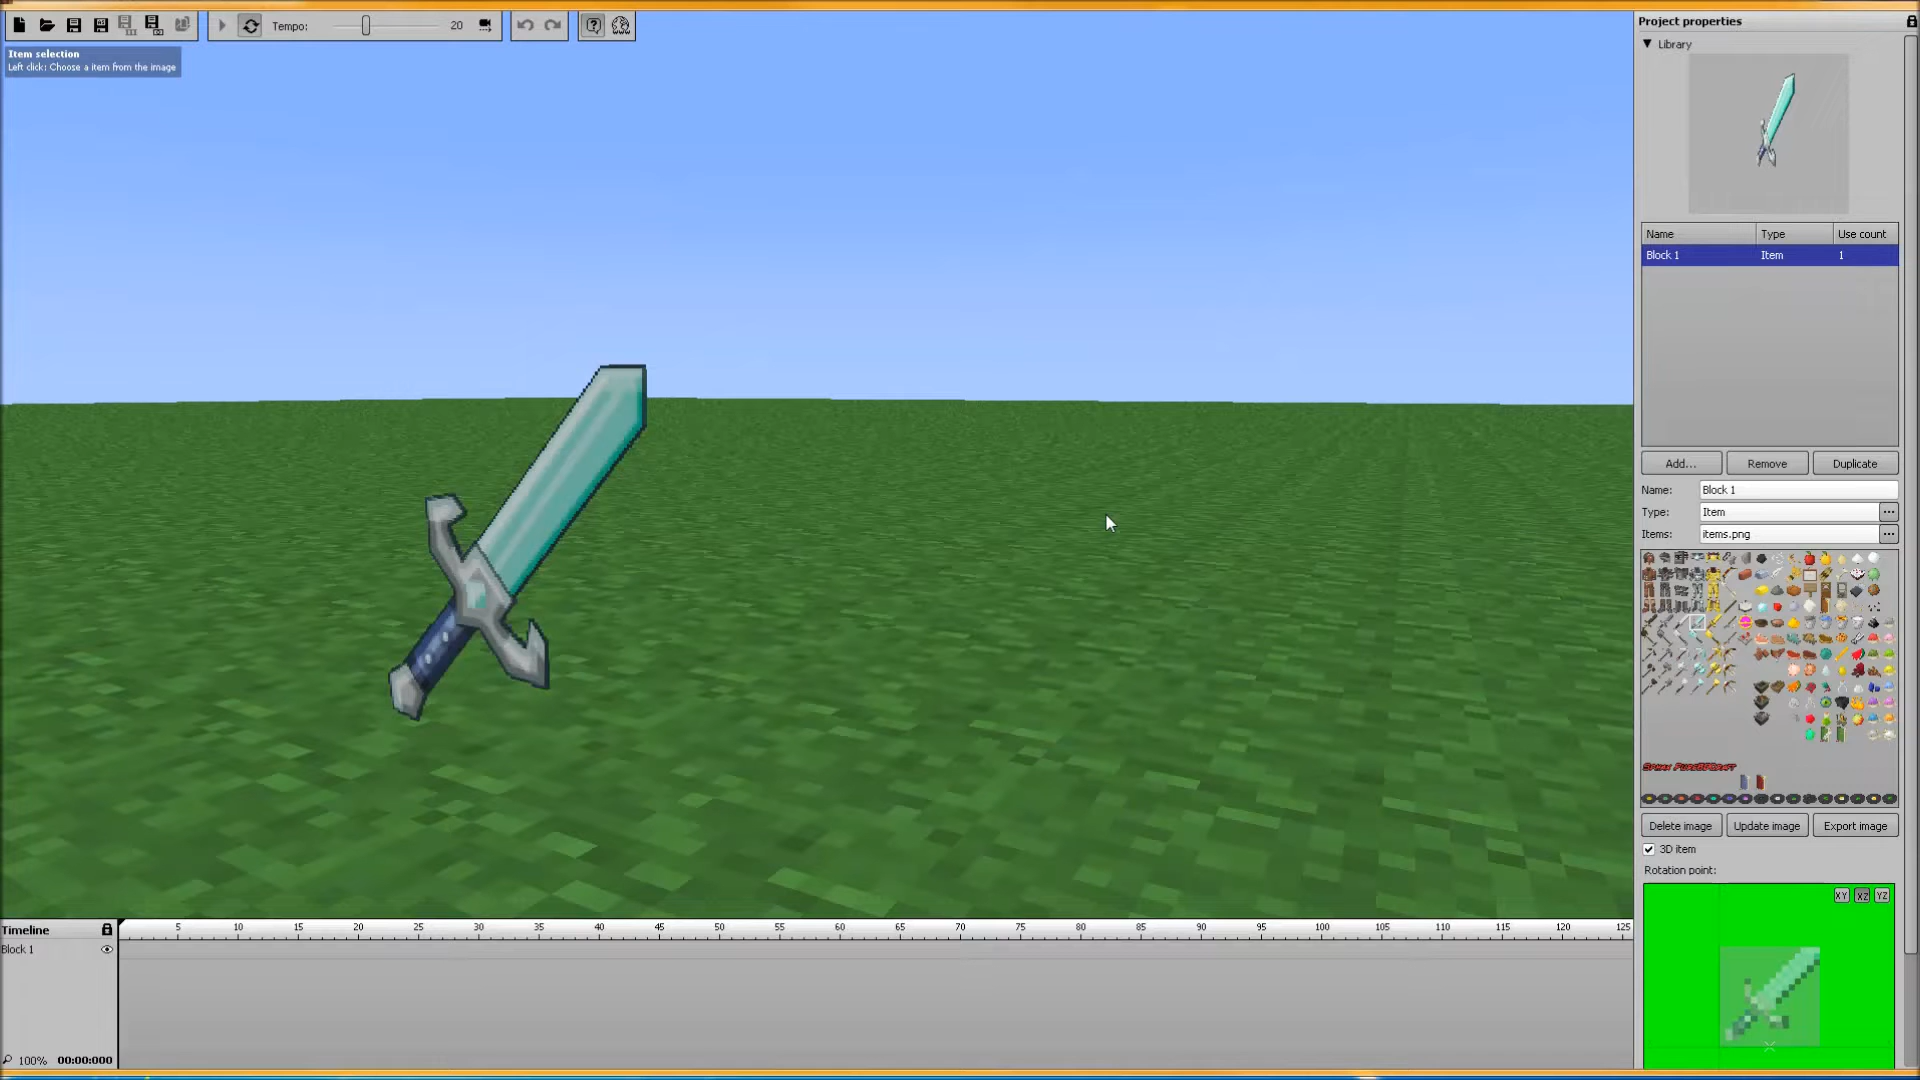 Tempo:
20
Item selection
Left click: Choose a item from the image
Project properties
Library
Name Type Use count
Block 1 Item 1
Add... Remove Duplicate
Name: Block 1
Type: Item ...
Items: items.png ...
Delete image Update image Export image
3D item
Rotation point:
XY XZ YZ
Timeline
5 10 15 20 25 30 35 40 45 50 55 60 65 70 75 80 85 90 95 100 105 110 115 120 125
Block 1
100% 00:00:000